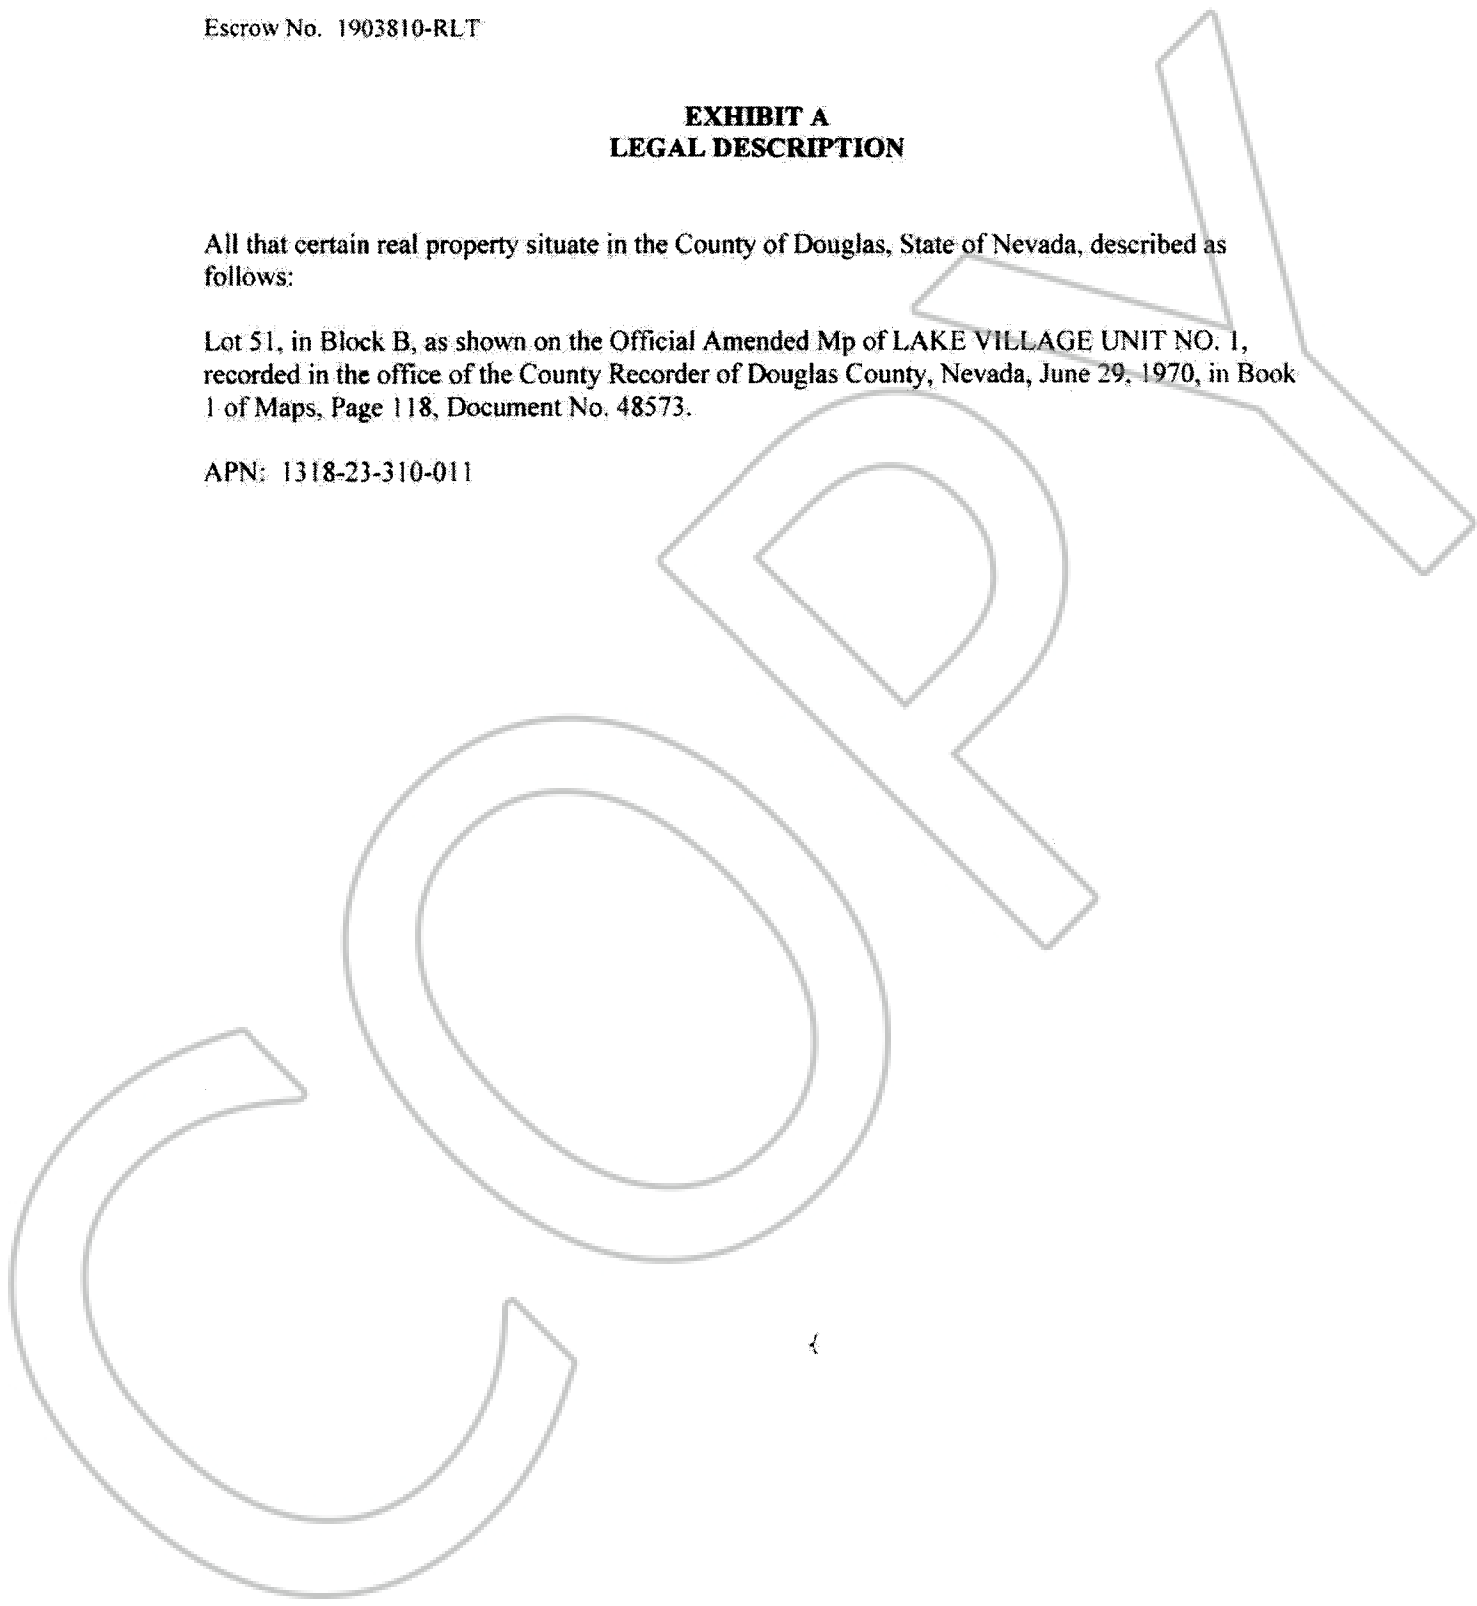 Escrow No. 1903810-RLT
EXHIBIT A
LEGAL DESCRIPTION
All that certain real property situate in the County of Douglas, State of Nevada, described as
follows:
Lot 51, in Block B, as shown on the Official Amended Mp of LAKE VILLAGE UNIT NO. 1,
recorded in the office of the County Recorder of Douglas County, Nevada, June 29, 1970, in Book
1 of Maps, Page 118, Document No. 48573.
APN: 1318-23-310-011
COPY